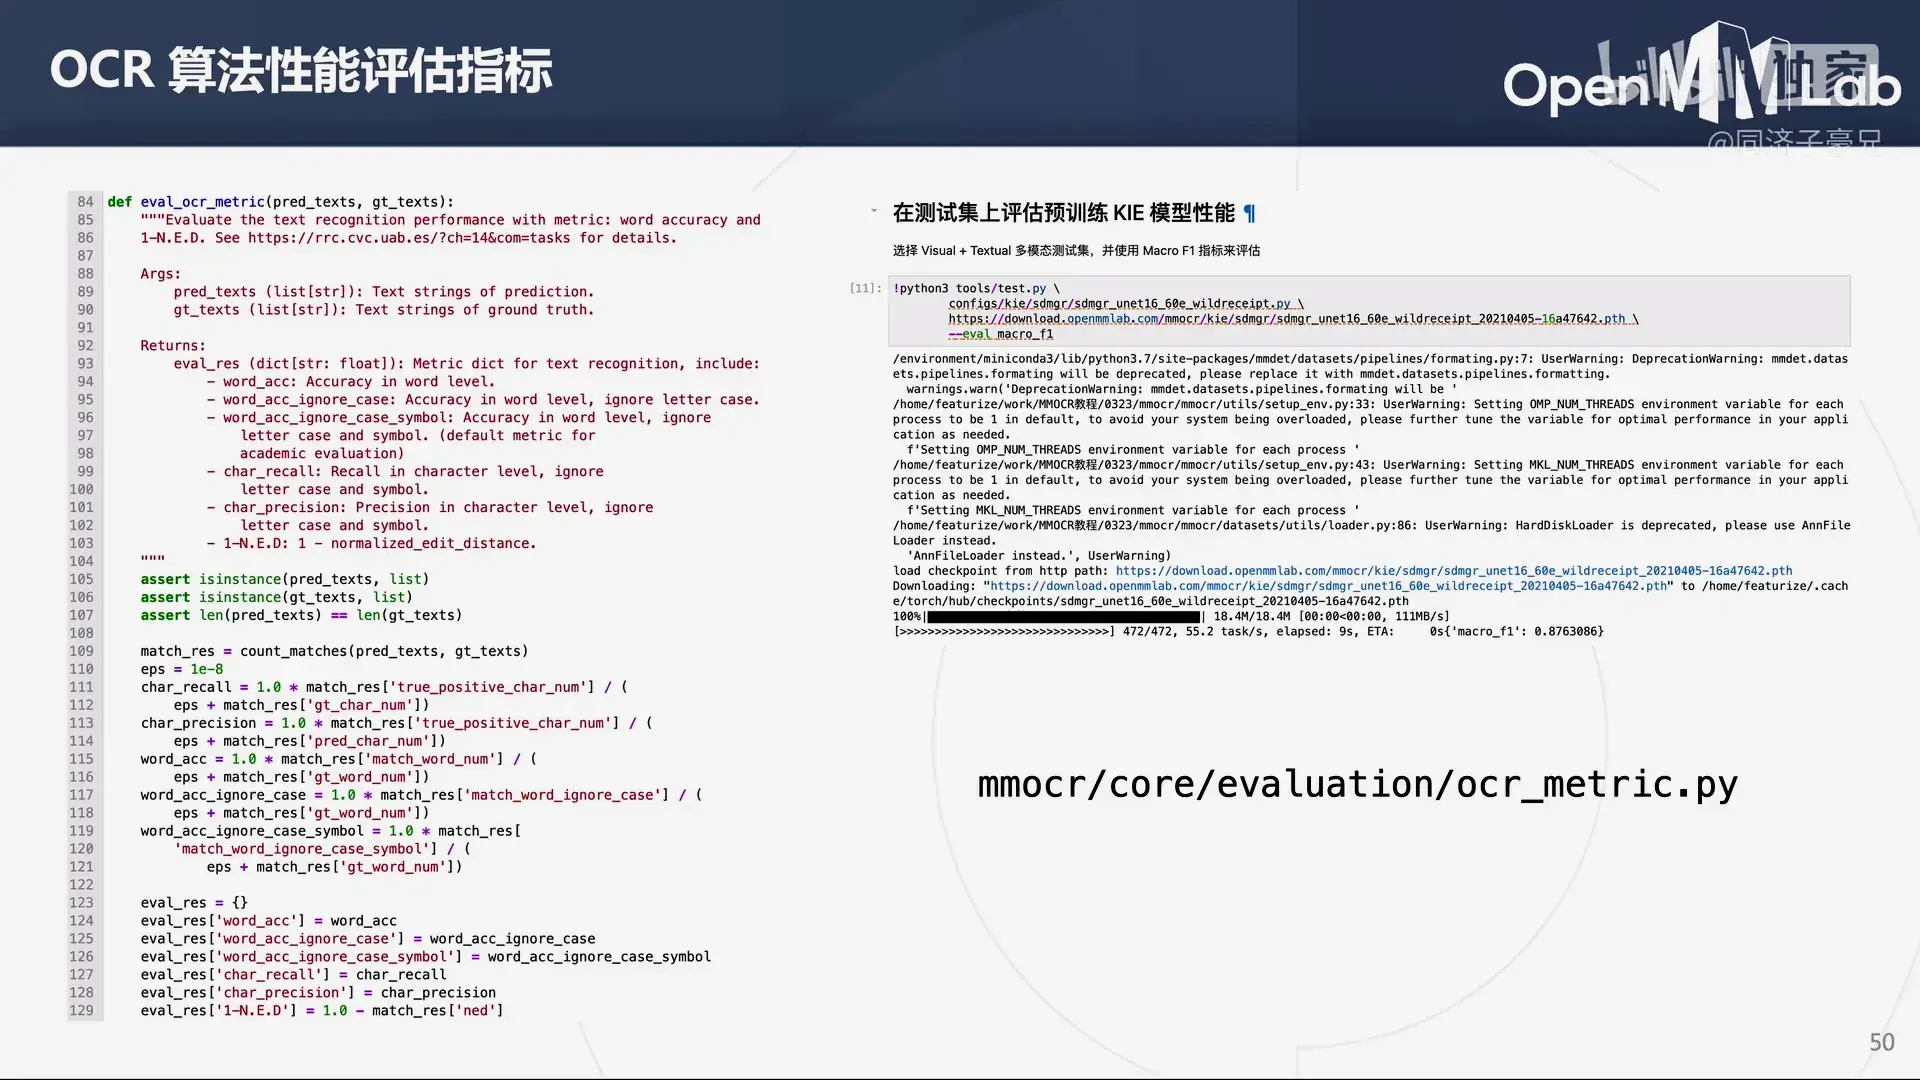 OCR 算法性能评估指标
OpenMMLab
bilibili 独家
@同济子豪兄
84 def eval_ocr_metric(pred_texts, gt_texts):
85 """Evaluate the text recognition performance with metric: word accuracy and
86 1-N.E.D. See https://rrc.cvc.uab.es/?ch=14&com=tasks for details.
87
88 Args:
89 pred_texts (list[str]): Text strings of prediction.
90 gt_texts (list[str]): Text strings of ground truth.
91
92 Returns:
93 eval_res (dict[str: float]): Metric dict for text recognition, include:
94 - word_acc: Accuracy in word level.
95 - word_acc_ignore_case: Accuracy in word level, ignore letter case.
96 - word_acc_ignore_case_symbol: Accuracy in word level, ignore
97 letter case and symbol. (default metric for
98 academic evaluation)
99 - char_recall: Recall in character level, ignore
100 letter case and symbol.
101 - char_precision: Precision in character level, ignore
102 letter case and symbol.
103 - 1-N.E.D: 1 - normalized_edit_distance.
104 """
105 assert isinstance(pred_texts, list)
106 assert isinstance(gt_texts, list)
107 assert len(pred_texts) == len(gt_texts)
108
109 match_res = count_matches(pred_texts, gt_texts)
110 eps = 1e-8
111 char_recall = 1.0 * match_res['true_positive_char_num'] / (
112 eps + match_res['gt_char_num'])
113 char_precision = 1.0 * match_res['true_positive_char_num'] / (
114 eps + match_res['pred_char_num'])
115 word_acc = 1.0 * match_res['match_word_num'] / (
116 eps + match_res['gt_word_num'])
117 word_acc_ignore_case = 1.0 * match_res['match_word_ignore_case'] / (
118 eps + match_res['gt_word_num'])
119 word_acc_ignore_case_symbol = 1.0 * match_res[
120 'match_word_ignore_case_symbol'] / (
121 eps + match_res['gt_word_num'])
122
123 eval_res = {}
124 eval_res['word_acc'] = word_acc
125 eval_res['word_acc_ignore_case'] = word_acc_ignore_case
126 eval_res['word_acc_ignore_case_symbol'] = word_acc_ignore_case_symbol
127 eval_res['char_recall'] = char_recall
128 eval_res['char_precision'] = char_precision
129 eval_res['1-N.E.D'] = 1.0 - match_res['ned']
在测试集上评估预训练 KIE 模型性能 ¶
选择 Visual + Textual 多模态测试集，并使用 Macro F1 指标来评估
[11]: !python3 tools/test.py \
configs/kie/sdmgr/sdmgr_unet16_60e_wildreceipt.py \
https://download.openmmlab.com/mmocr/kie/sdmgr/sdmgr_unet16_60e_wildreceipt_20210405-16a47642.pth \
--eval macro_f1
/environment/miniconda3/lib/python3.7/site-packages/mmdet/datasets/pipelines/formating.py:7: UserWarning: DeprecationWarning: mmdet.datas
ets.pipelines.formating will be deprecated, please replace it with mmdet.datasets.pipelines.formatting.
warnings.warn('DeprecationWarning: mmdet.datasets.pipelines.formating will be '
/home/featurize/work/MMOCR教程/0323/mmocr/mmocr/utils/setup_env.py:33: UserWarning: Setting OMP_NUM_THREADS environment variable for each
process to be 1 in default, to avoid your system being overloaded, please further tune the variable for optimal performance in your appli
cation as needed.
f'Setting OMP_NUM_THREADS environment variable for each process '
/home/featurize/work/MMOCR教程/0323/mmocr/mmocr/utils/setup_env.py:43: UserWarning: Setting MKL_NUM_THREADS environment variable for each
process to be 1 in default, to avoid your system being overloaded, please further tune the variable for optimal performance in your appli
cation as needed.
f'Setting MKL_NUM_THREADS environment variable for each process '
/home/featurize/work/MMOCR教程/0323/mmocr/mmocr/datasets/utils/loader.py:86: UserWarning: HardDiskLoader is deprecated, please use AnnFile
Loader instead.
'AnnFileLoader instead.', UserWarning)
load checkpoint from http path: https://download.openmmlab.com/mmocr/kie/sdmgr/sdmgr_unet16_60e_wildreceipt_20210405-16a47642.pth
Downloading: "https://download.openmmlab.com/mmocr/kie/sdmgr/sdmgr_unet16_60e_wildreceipt_20210405-16a47642.pth" to /home/featurize/.cach
e/torch/hub/checkpoints/sdmgr_unet16_60e_wildreceipt_20210405-16a47642.pth
100%| | 18.4M/18.4M [00:00<00:00, 111MB/s]
[>>>>>>>>>>>>>>>>>>>>>>>>>>>>>>] 472/472, 55.2 task/s, elapsed: 9s, ETA: 0s{'macro_f1': 0.8763086}
mmocr/core/evaluation/ocr_metric.py
50